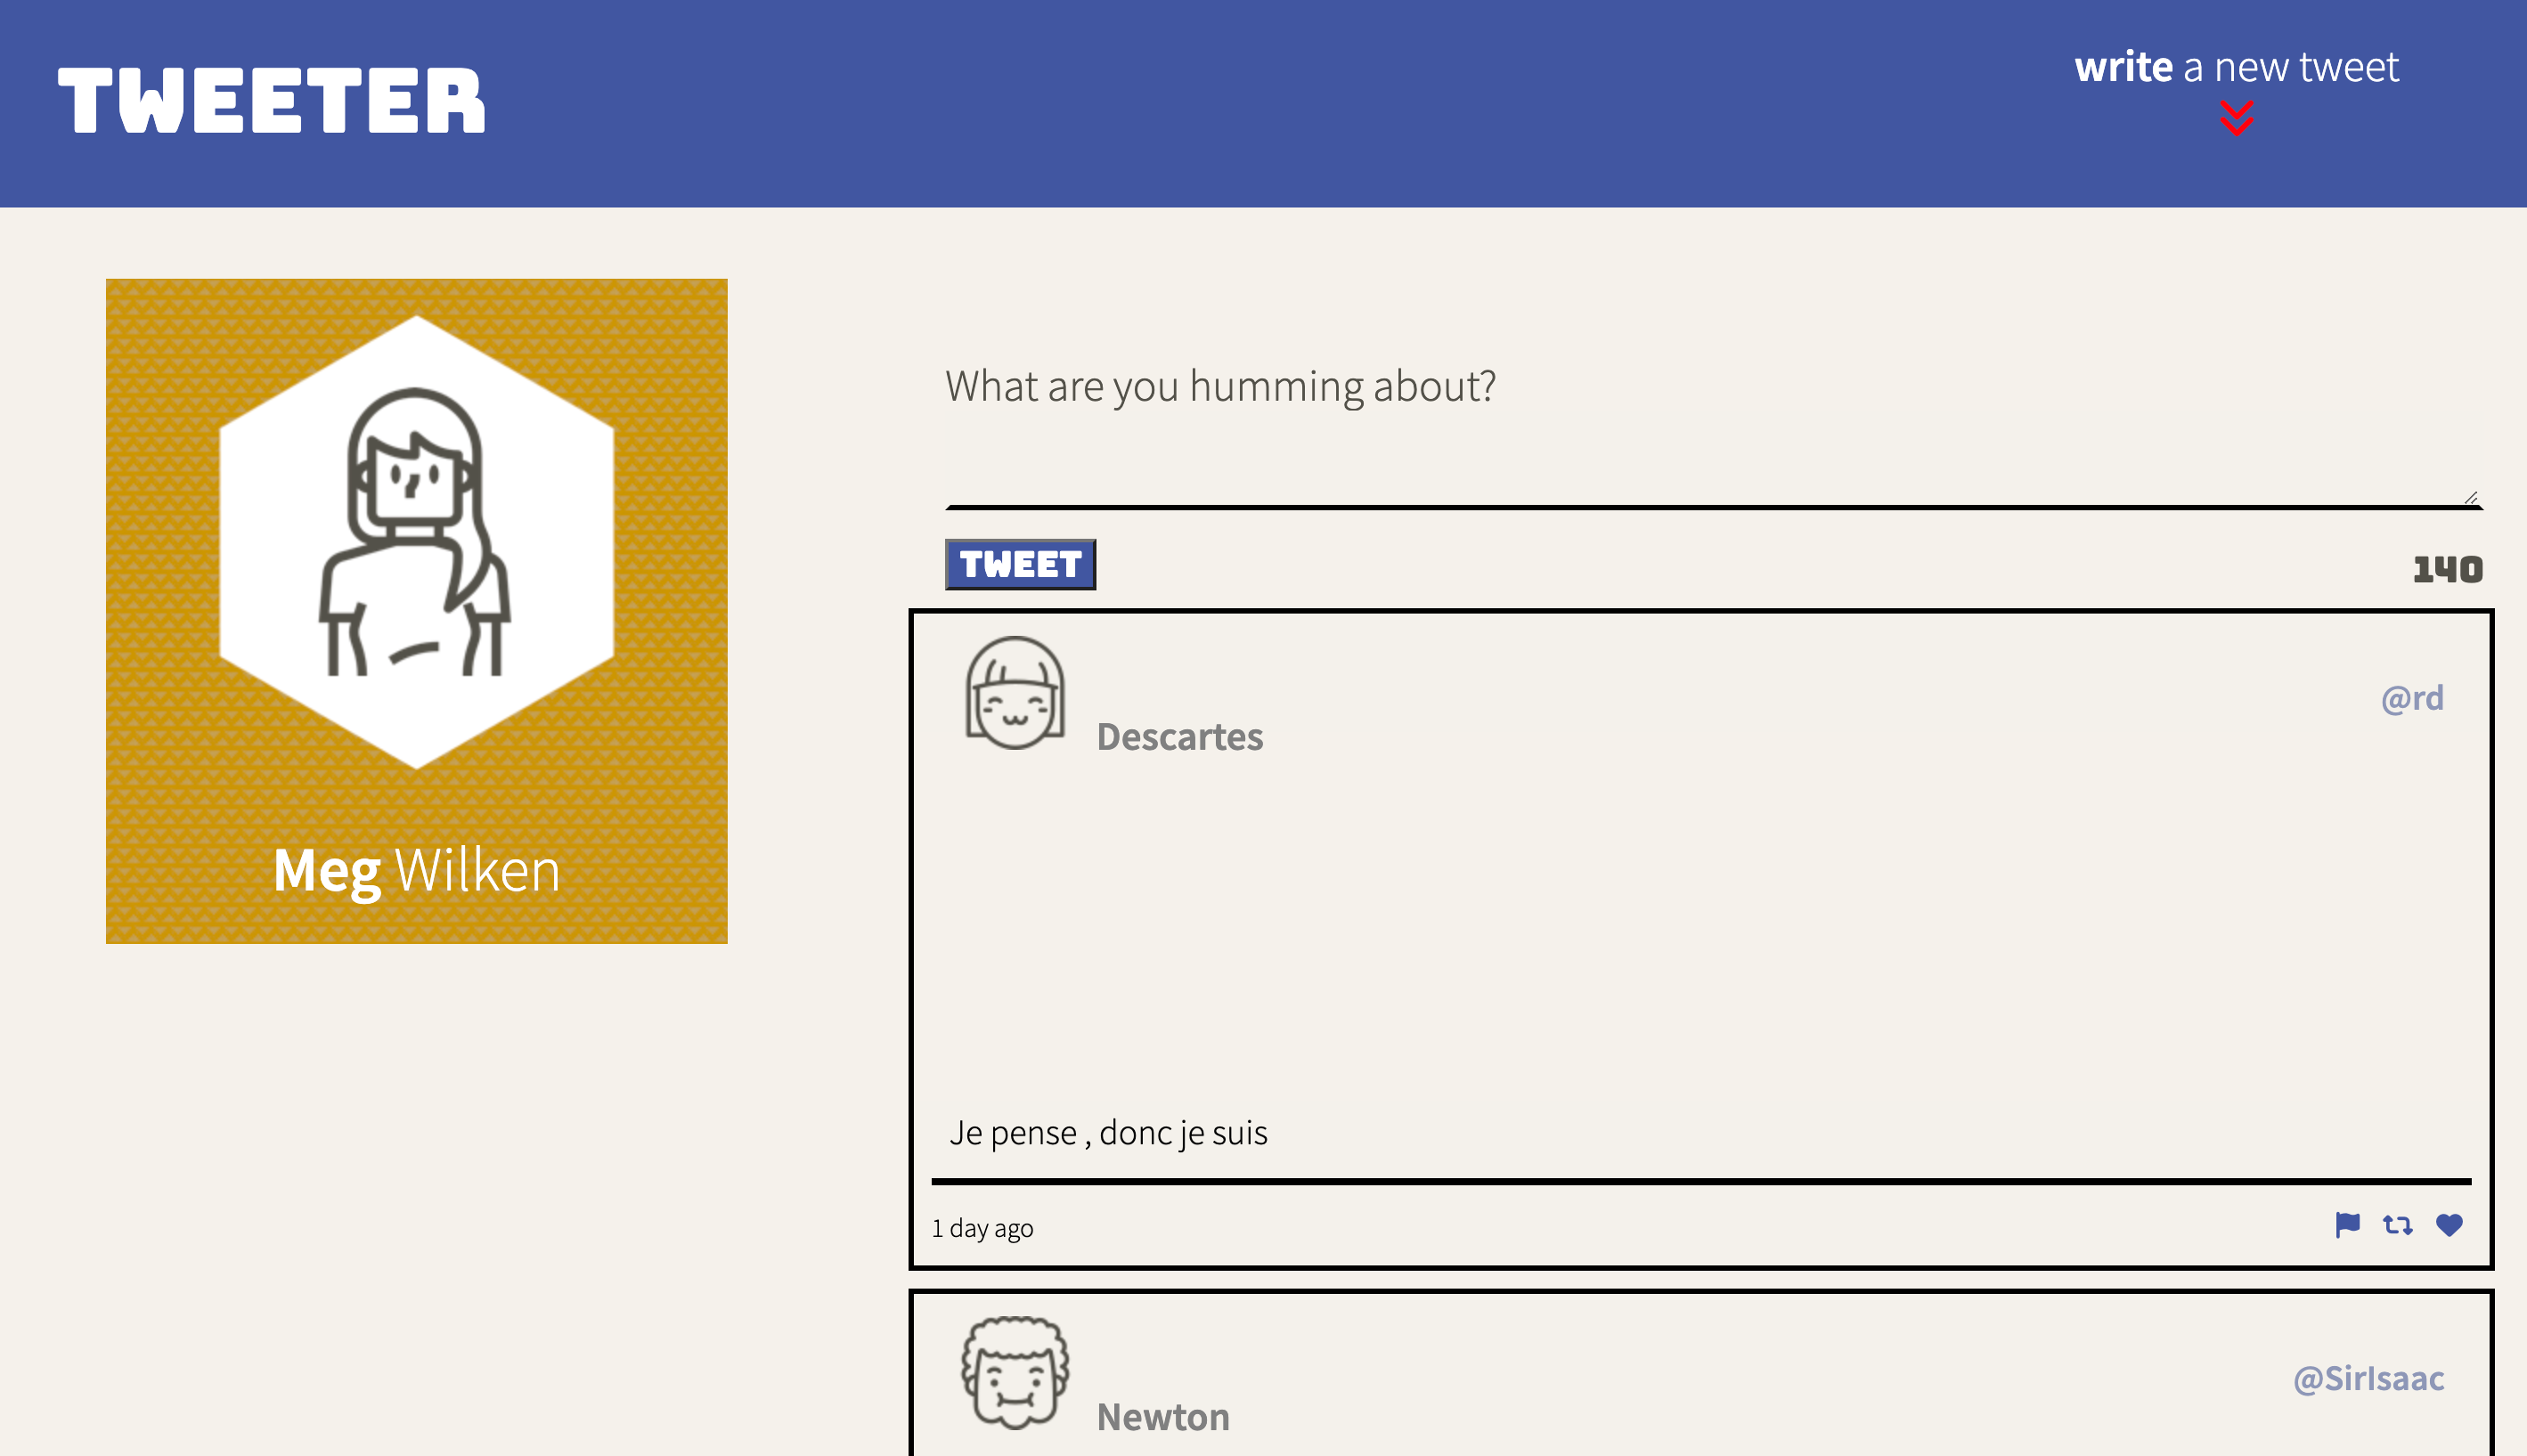 TWEETER
write a new tweet
Meg Wilken
What are you humming about?
TWEET
140
Descartes
@rd
Je pense , donc je suis
1 day ago
Newton
@SirIsaac